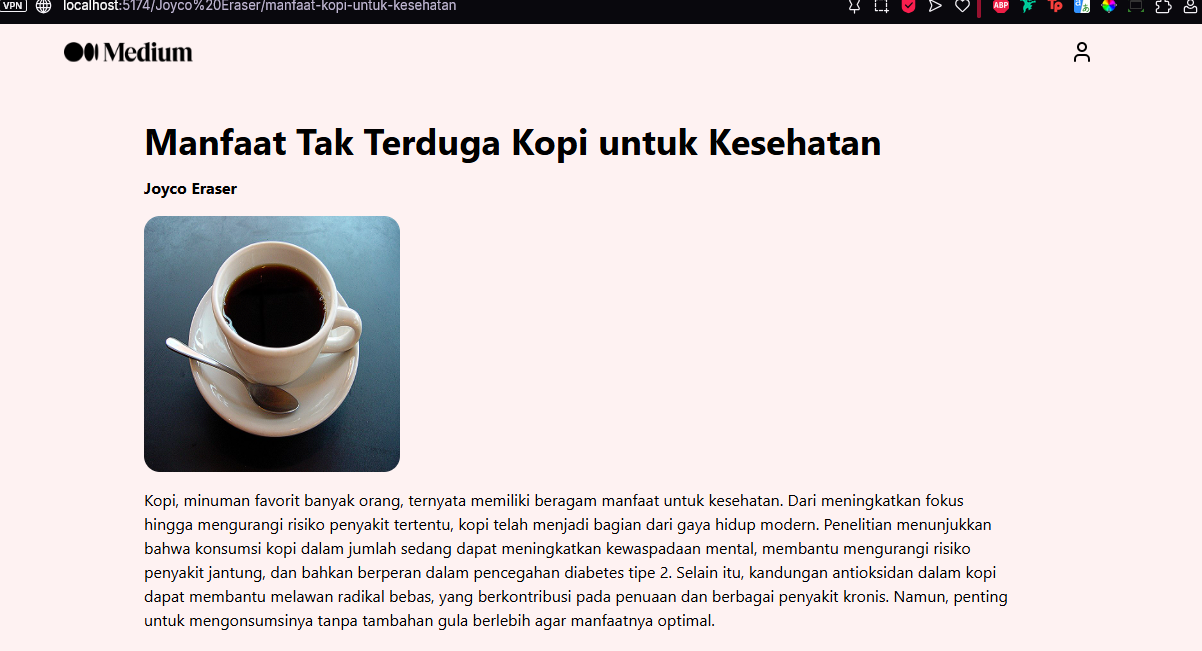 VPN
localhost:5174/Joyco%20Eraser/manfaat-kopi-untuk-kesehatan
ABP
Tp
Medium
Manfaat Tak Terduga Kopi untuk Kesehatan
Joyco Eraser
Kopi, minuman favorit banyak orang, ternyata memiliki beragam manfaat untuk kesehatan. Dari meningkatkan fokus
hingga mengurangi risiko penyakit tertentu, kopi telah menjadi bagian dari gaya hidup modern. Penelitian menunjukkan
bahwa konsumsi kopi dalam jumlah sedang dapat meningkatkan kewaspadaan mental, membantu mengurangi risiko
penyakit jantung, dan bahkan berperan dalam pencegahan diabetes tipe 2. Selain itu, kandungan antioksidan dalam kopi
dapat membantu melawan radikal bebas, yang berkontribusi pada penuaan dan berbagai penyakit kronis. Namun, penting
untuk mengonsumsinya tanpa tambahan gula berlebih agar manfaatnya optimal.